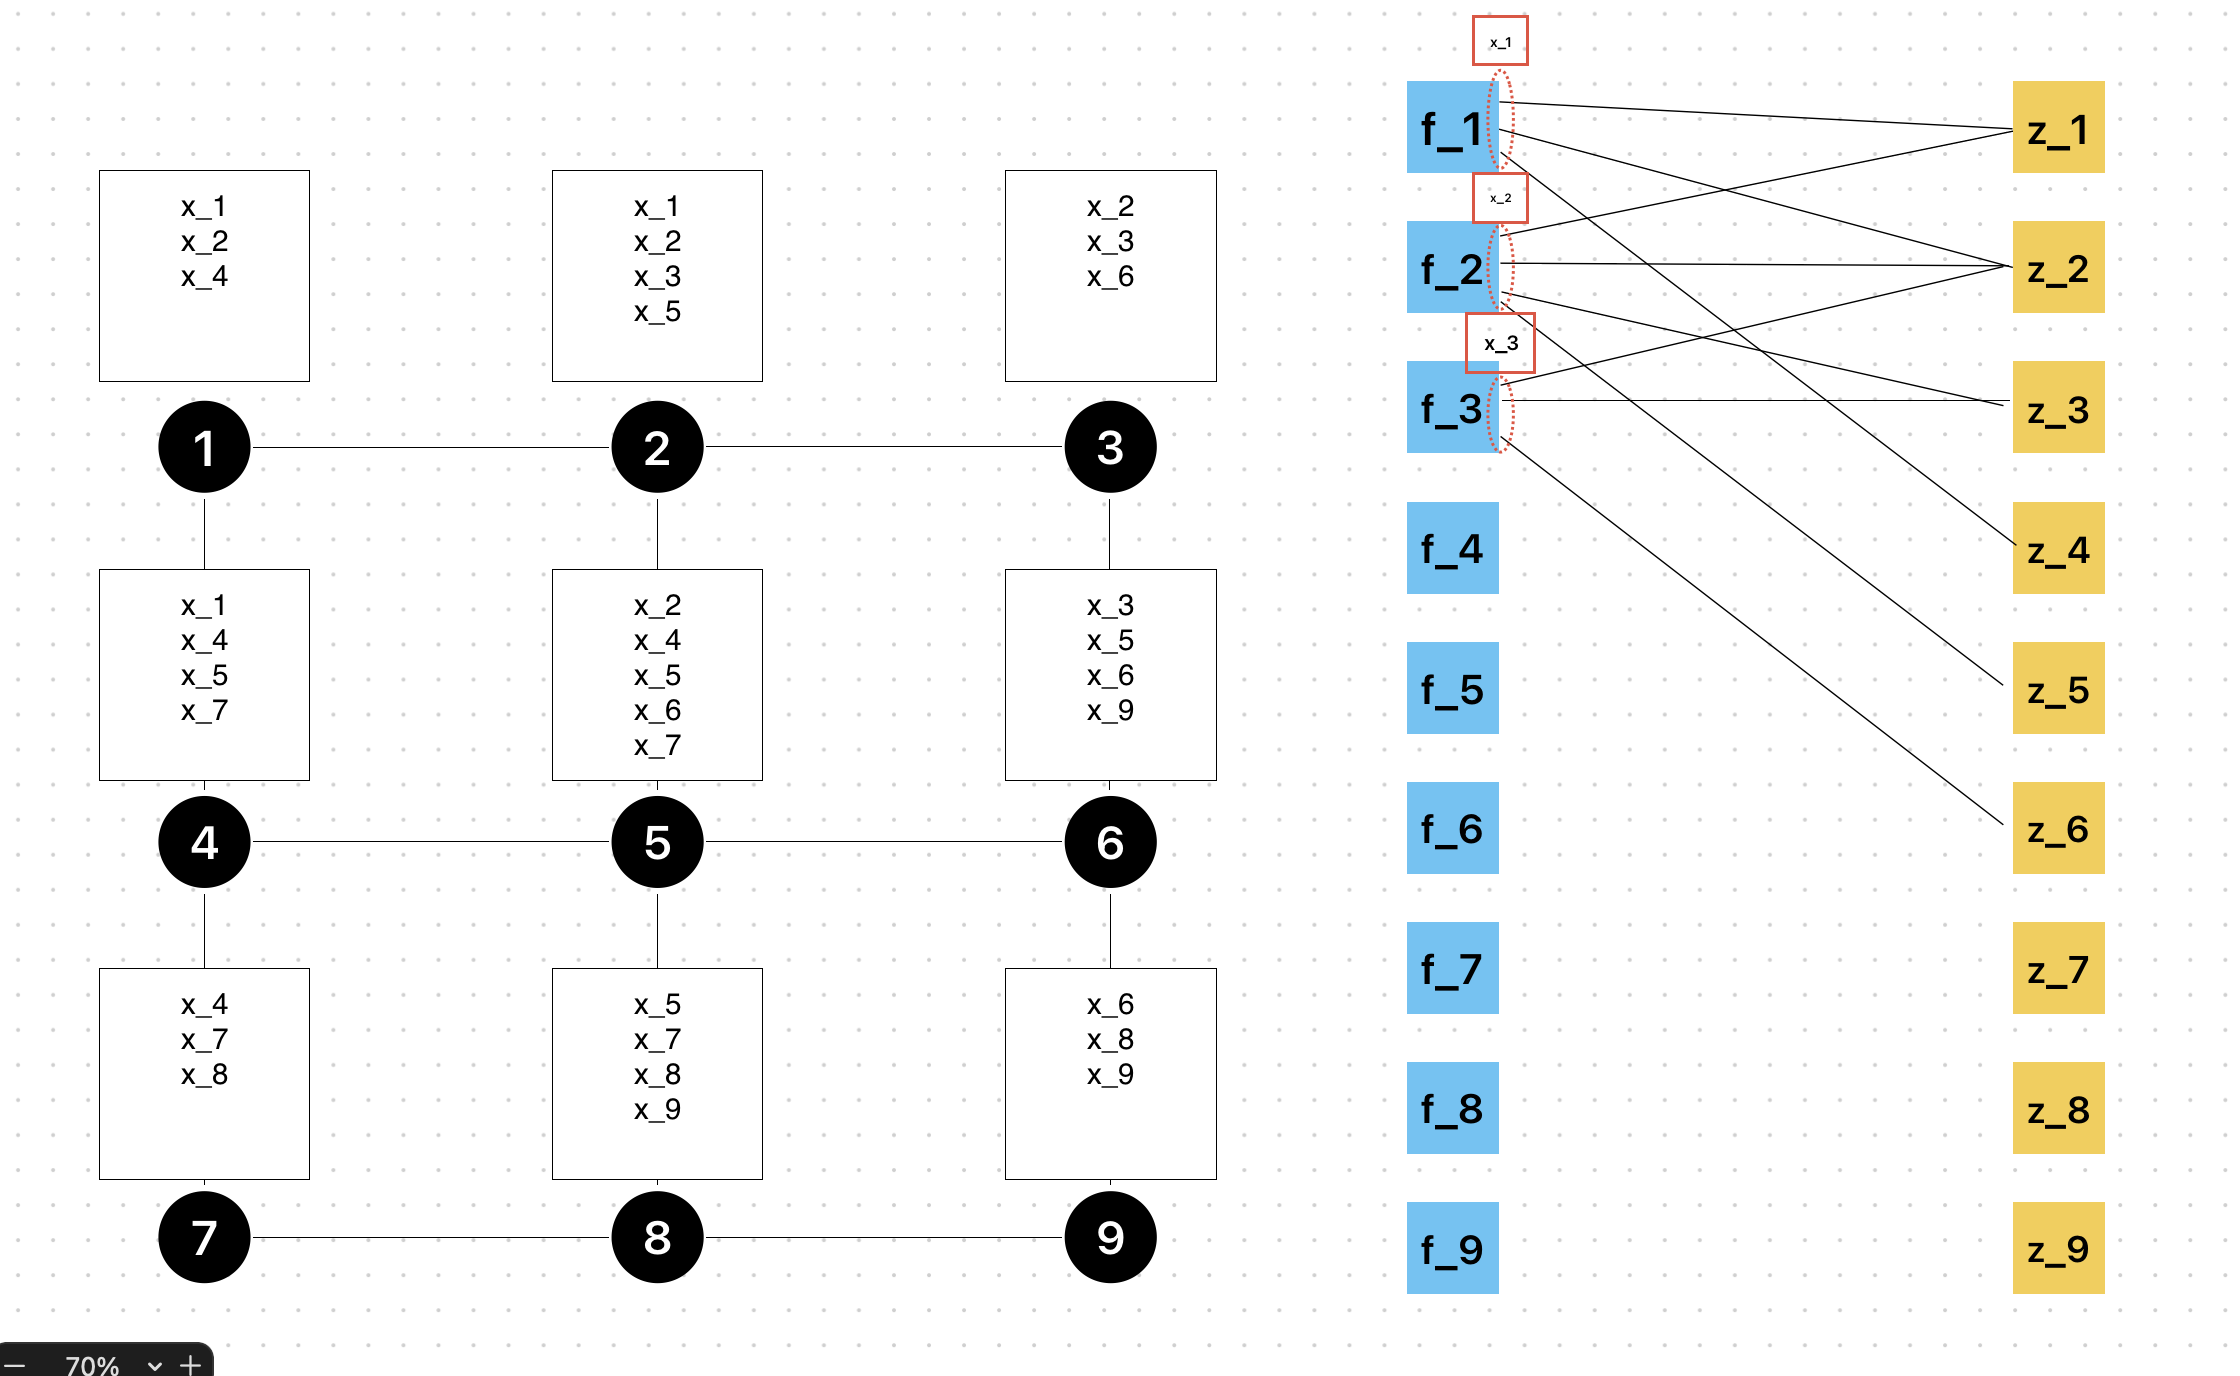 x_1
x_2
x_4
x_1
x_2
x_3
x_5
x_2
x_3
x_6
1
2
3
x_1
x_4
x_5
x_7
x_2
x_4
x_5
x_6
x_7
x_3
x_5
x_6
x_9
4
5
6
x_4
x_7
x_8
x_5
x_7
x_8
x_9
x_6
x_8
x_9
7
8
9
x_1
f_1
z_1
x_2
f_2
z_2
x_3
f_3
z_3
f_4
z_4
f_5
z_5
f_6
z_6
f_7
z_7
f_8
z_8
f_9
z_9
70%